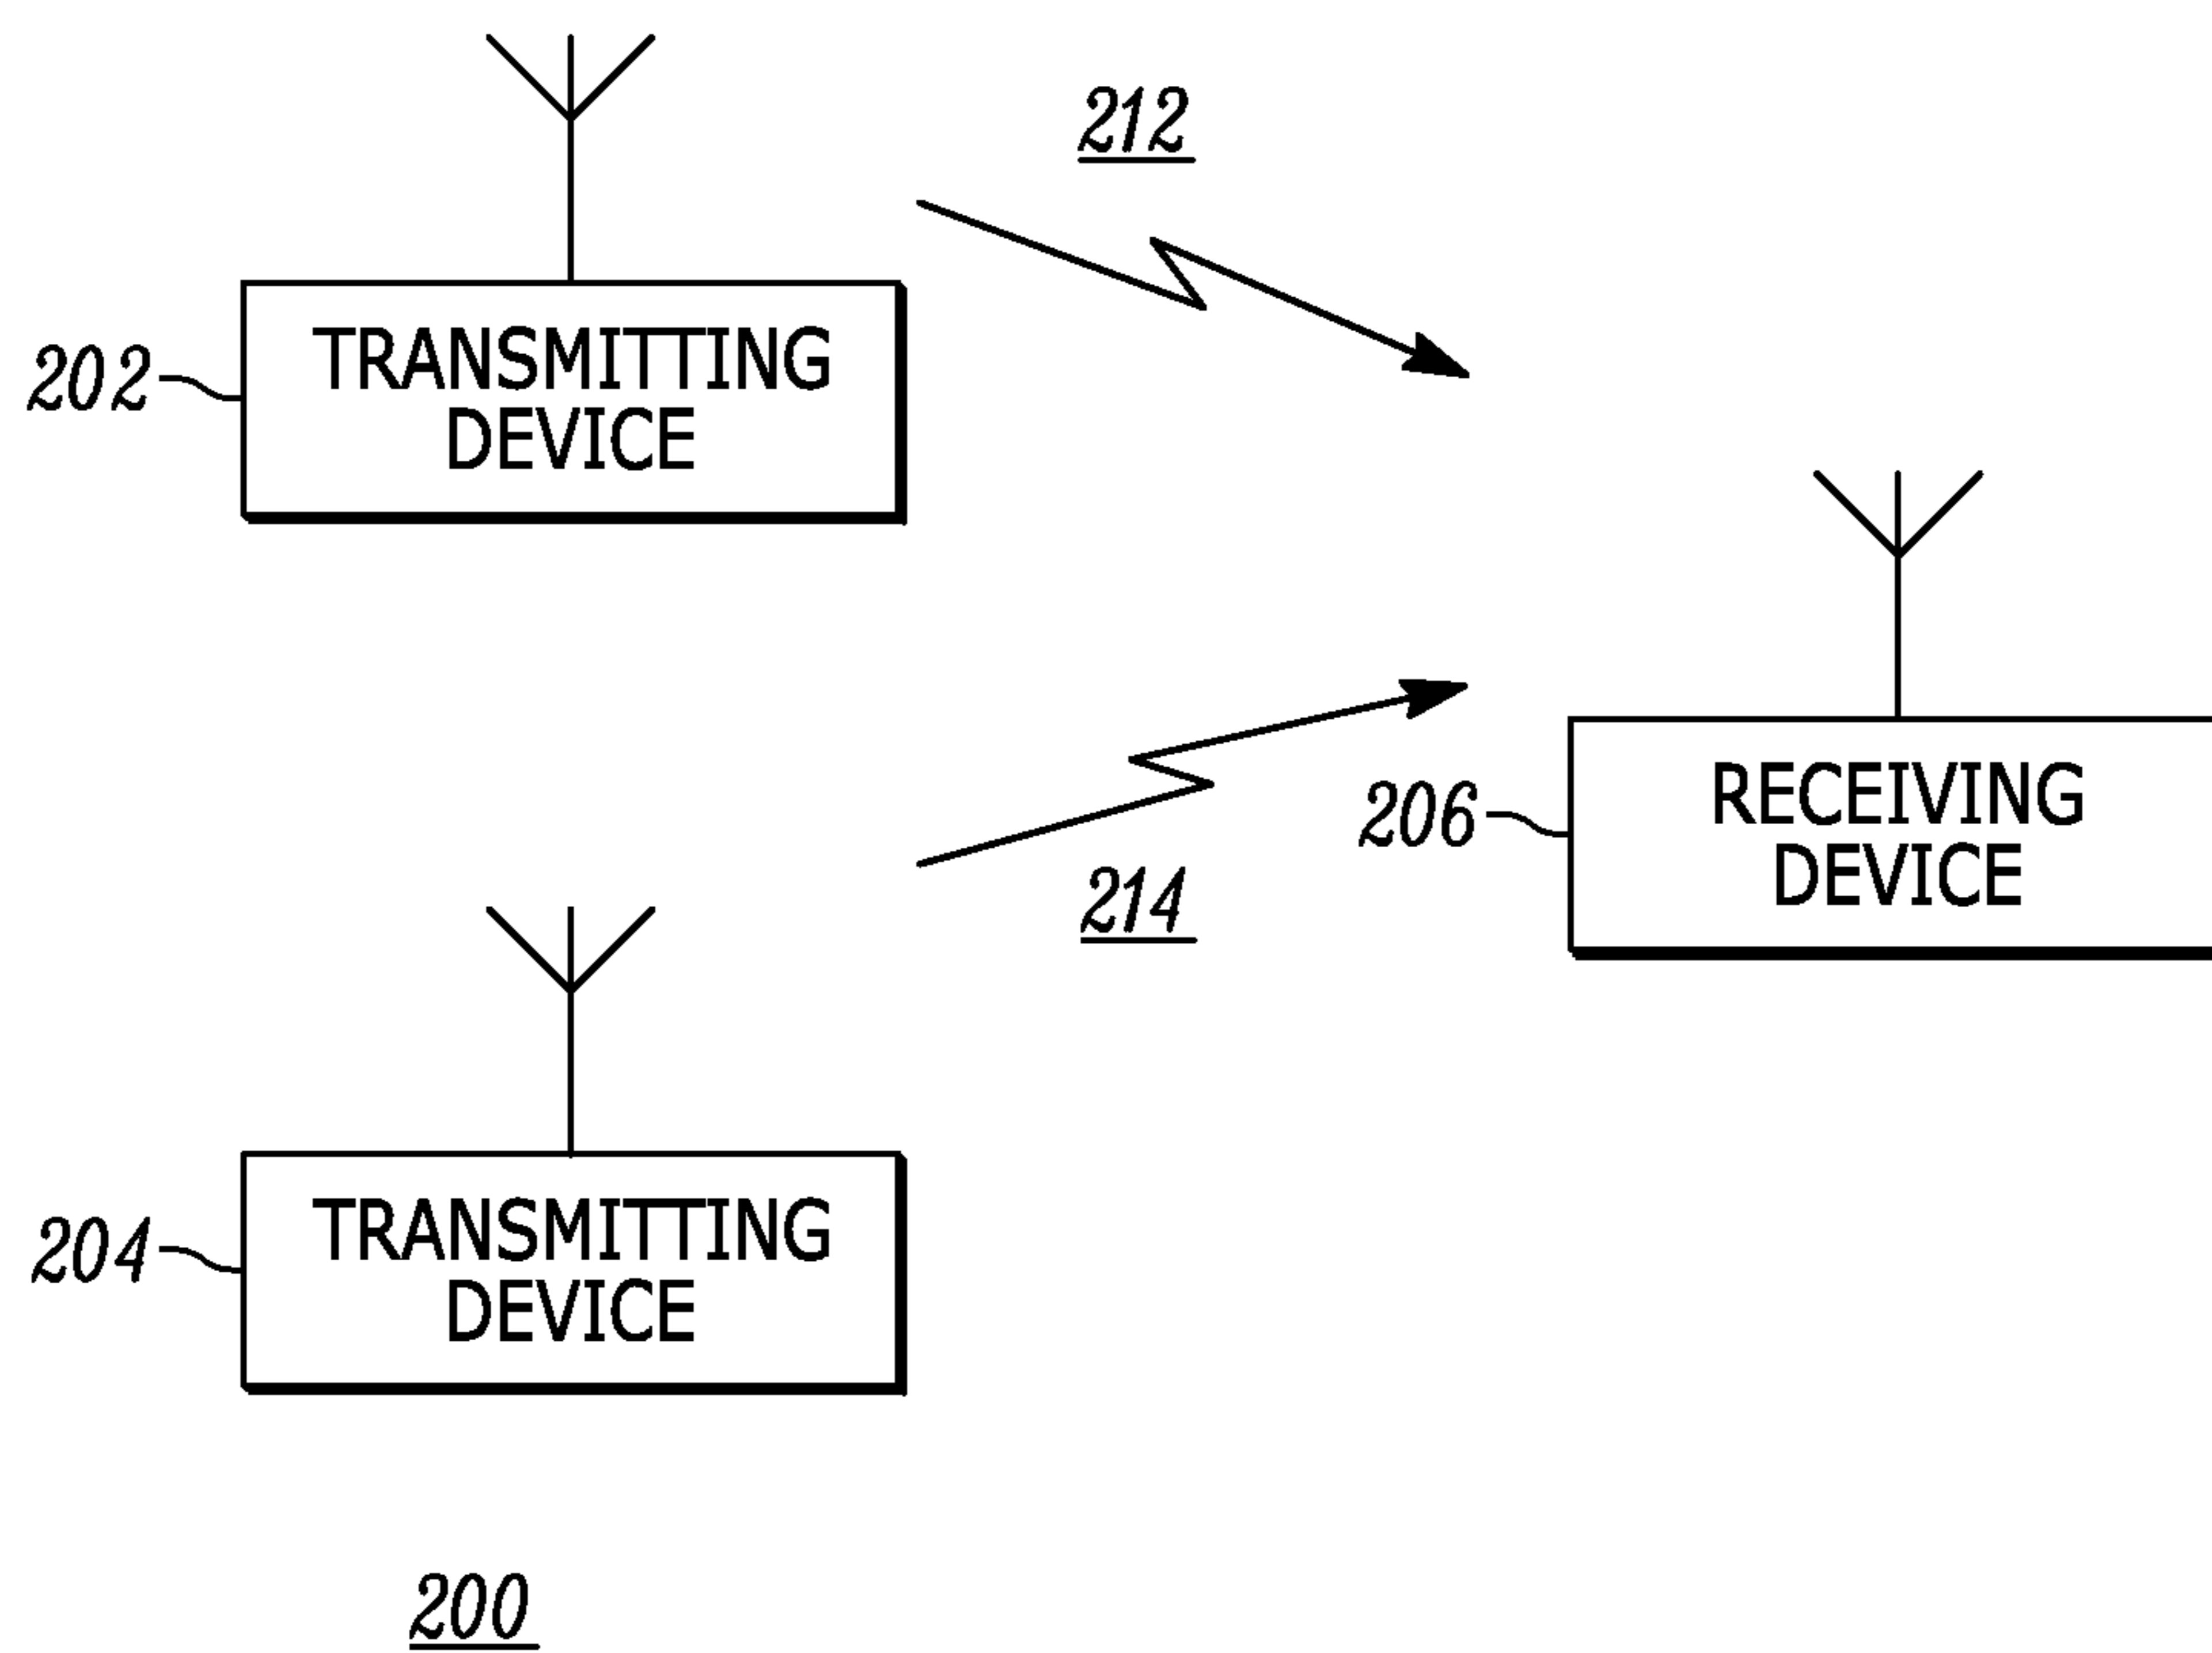 212
202
TRANSMITTING
DEVICE
206
RECEIVING
DEVICE
214
204
TRANSMITTING
DEVICE
200